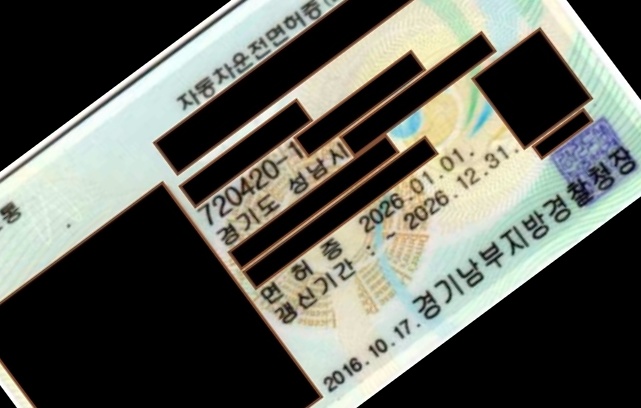 자동차운전면허증
통
720420-1
경기도 성남시
면 허 증 2026.01.01.
갱신기간 : ~ 2026.12.31.
2016.10.17. 경기남부지방경찰청장